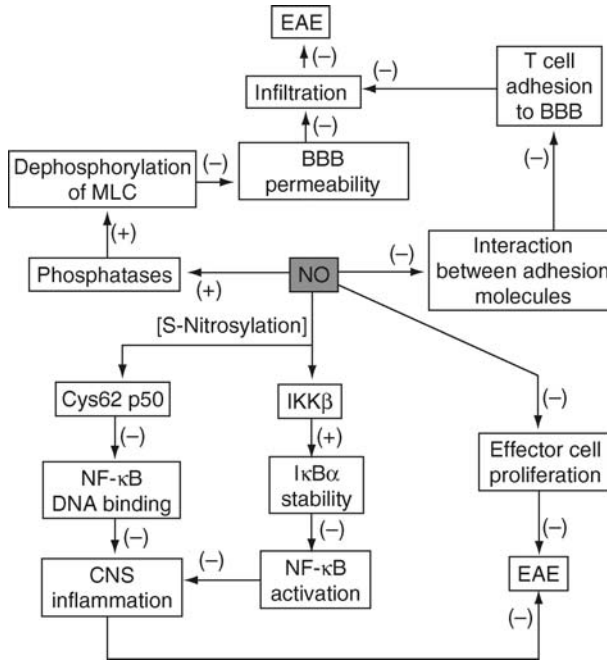 EAE
(–)
Infiltration
(–)
T cell
adhesion
to BBB
(–)
(–)
Dephosphorylation
of MLC
(–)
BBB
permeability
(+)
Phosphatases
(+)
NO
(–)
Interaction
between adhesion
molecules
[S-Nitrosylation]
Cys62 p50
IKKβ
(–)
(–)
(+)
NF-κB
DNA binding
IκBα
stability
Effector cell
proliferation
(–)
(–)
(–)
CNS
inflammation
(–)
NF-κB
activation
EAE
(–)